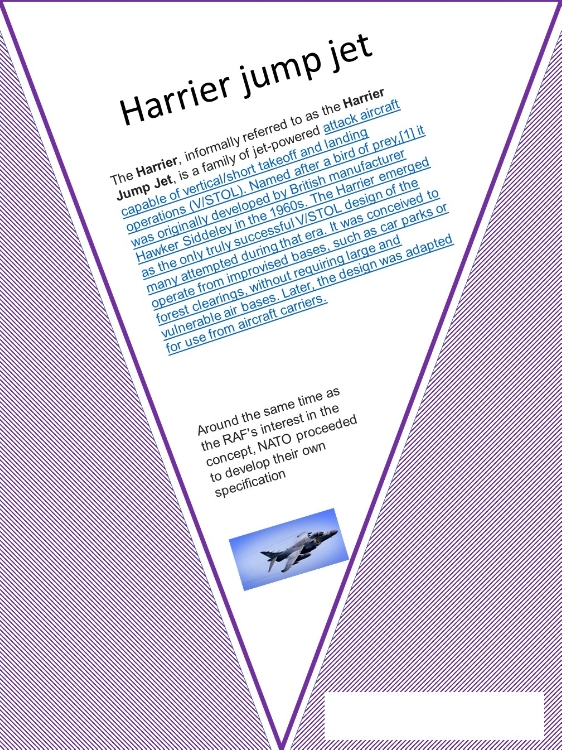 Harrier jump jet
The Harrier, informally referred to as the Harrier
Jump Jet, is a family of jet-powered attack aircraft
capable of vertical/short takeoff and landing
operations (V/STOL). Named after a bird of prey,[1] it
was originally developed by British manufacturer
Hawker Siddeley in the 1960s. The Harrier emerged
as the only truly successful V/STOL design of the
many attempted during that era. It was conceived to
operate from improvised bases, such as car parks or
forest clearings, without requiring large and
vulnerable air bases. Later, the design was adapted
for use from aircraft carriers.
Around the same time as
the RAF's interest in the
concept, NATO proceeded
to develop their own
specification